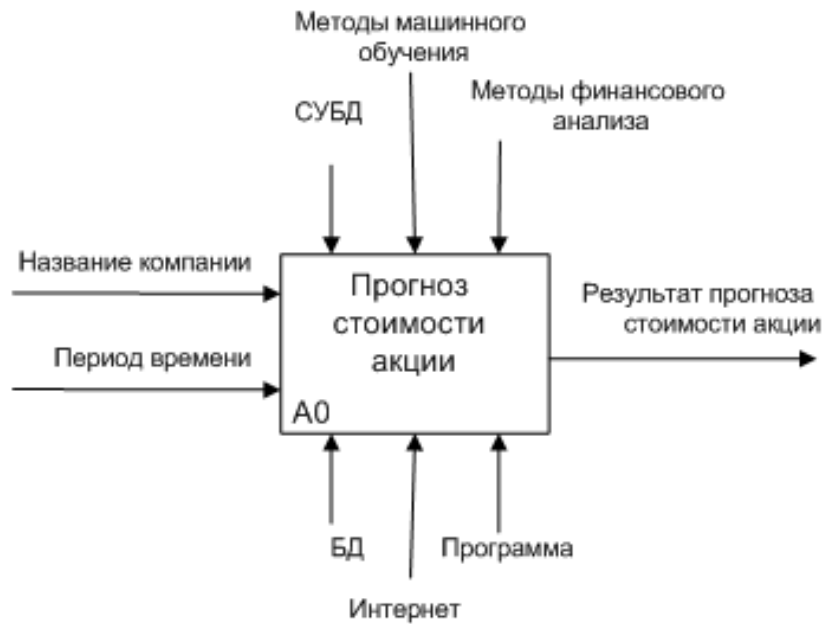 Методы машинного
обучения
СУБД
Методы финансового
анализа
Название компании
Период времени
Прогноз
стоимости
акции
А0
Результат прогноза
стоимости акции
БД
Интернет
Программа